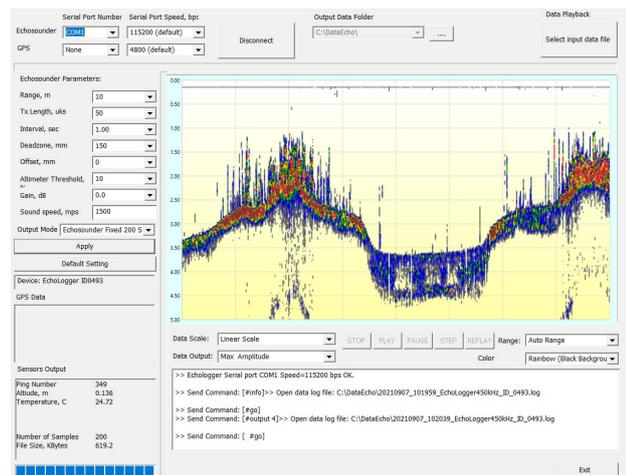 Serial Port Number Serial Port Speed, bps Output Data Folder Data Playback
Echosounder COM1 115200 (default) C:\DataEcho\ ....
GPS None 4800 (default) Disconnect Select input data file
Echosounder Parameters:
Range, m 10
Tx Length, uks 50
Interval, sec 1.00
Deadzone, mm 150
Offset, mm 0
Altimeter Threshold, 10
Gain, dB 0.0
Sound speed, mps 1500
Output Mode Echosounder Fixed 200 S
Apply
Default Setting
Device: EchoLogger ID0493
GPS Data
Sensors Output
Ping Number 349
Altude, m 0.136
Temperature, C 24.72
Number of Samples 200
File Size, KBytes 619.2
0.00
0.50
1.00
1.50
2.00
2.50
3.00
3.50
4.00
4.50
5.00
Data Scale: Linear Scale STOP PLAY PAUSE STEP REPLAY Range: Auto Range
Data Output: Max Amplitude Color Rainbow (Black Backgrou
>> Echologger Serial port COM1 Speed=115200 bps OK.
>> Send Command: [#info]>> Open data log file: C:\DataEcho\20210907_101959_EchoLogger450kHz_ID_0493.log
>> Send Command: [#go]
>> Send Command: [#output 4]>> Open data log file: C:\DataEcho\20210907_102039_EchoLogger450kHz_ID_0493.log
>> Send Command: [ #go]
Exit